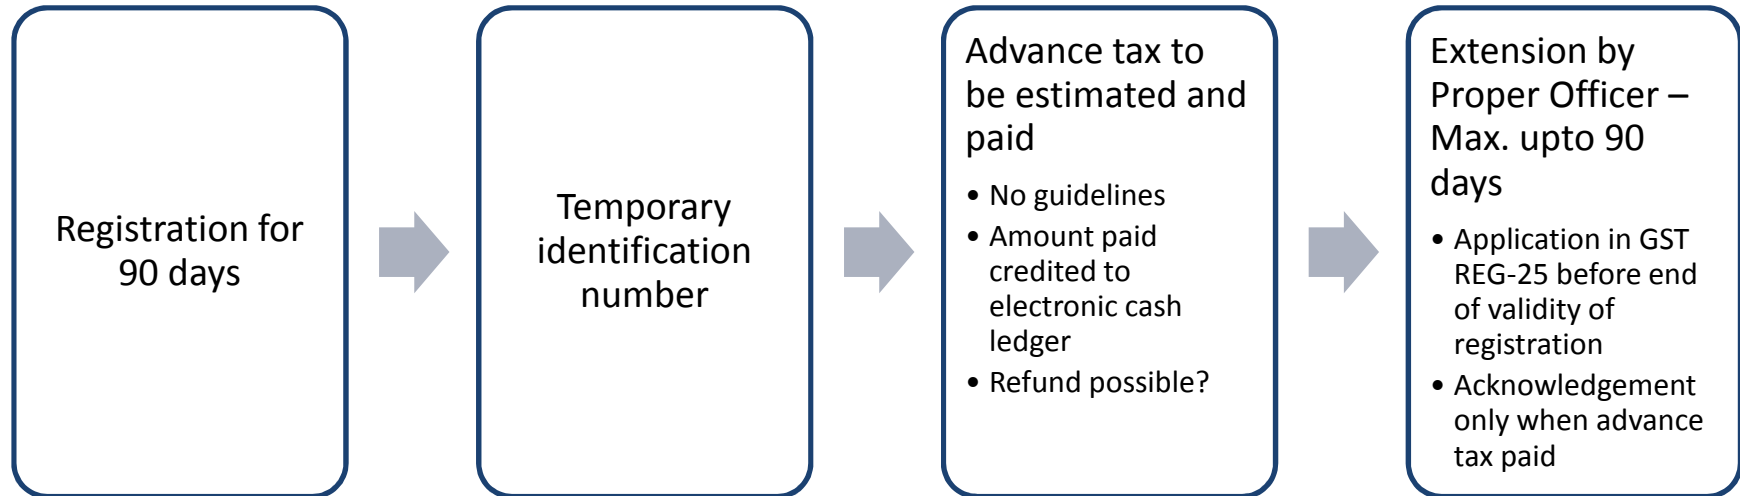 Registration for
90 days
Temporary
identification
number
Advance tax to
be estimated and
paid
• No guidelines
• Amount paid
credited to
electronic cash
ledger
• Refund possible?
Extension by
Proper Officer –
Max. upto 90
days
• Application in GST
REG-25 before end
of validity of
registration
• Acknowledgement
only when advance
tax paid